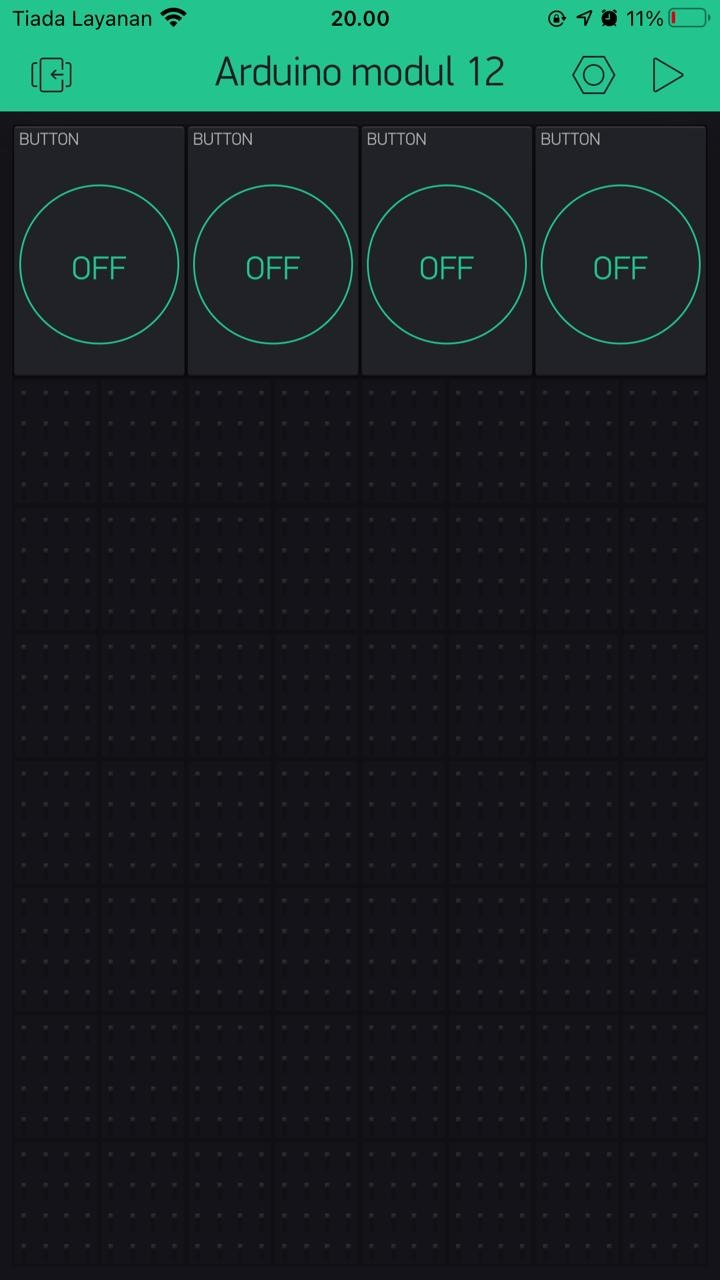 Tiada Layanan 20.00 11%
Arduino modul 12
BUTTON BUTTON BUTTON BUTTON
OFF OFF OFF OFF